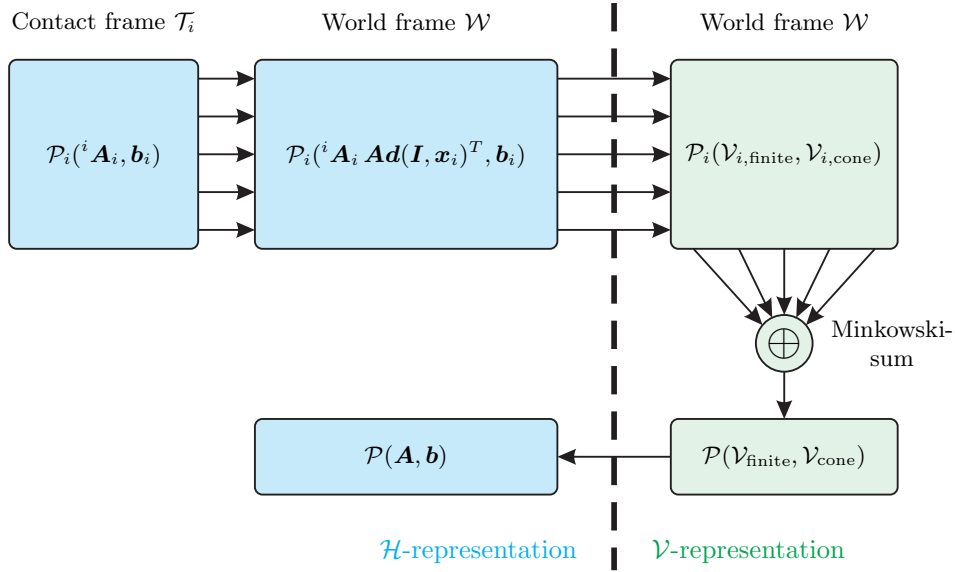 Contact frame 𝒯ᵢ
World frame 𝒲
World frame 𝒲
𝒫ᵢ(ⁱAᵢ, bᵢ)
𝒫ᵢ(ⁱAᵢ Ad(I, xᵢ)ᵀ, bᵢ)
𝒫ᵢ(𝒱ᵢ,finite, 𝒱ᵢ,cone)
⊕
Minkowski-
sum
𝒫(A, b)
𝒫(𝒱finite, 𝒱cone)
ℋ-representation
𝒱-representation